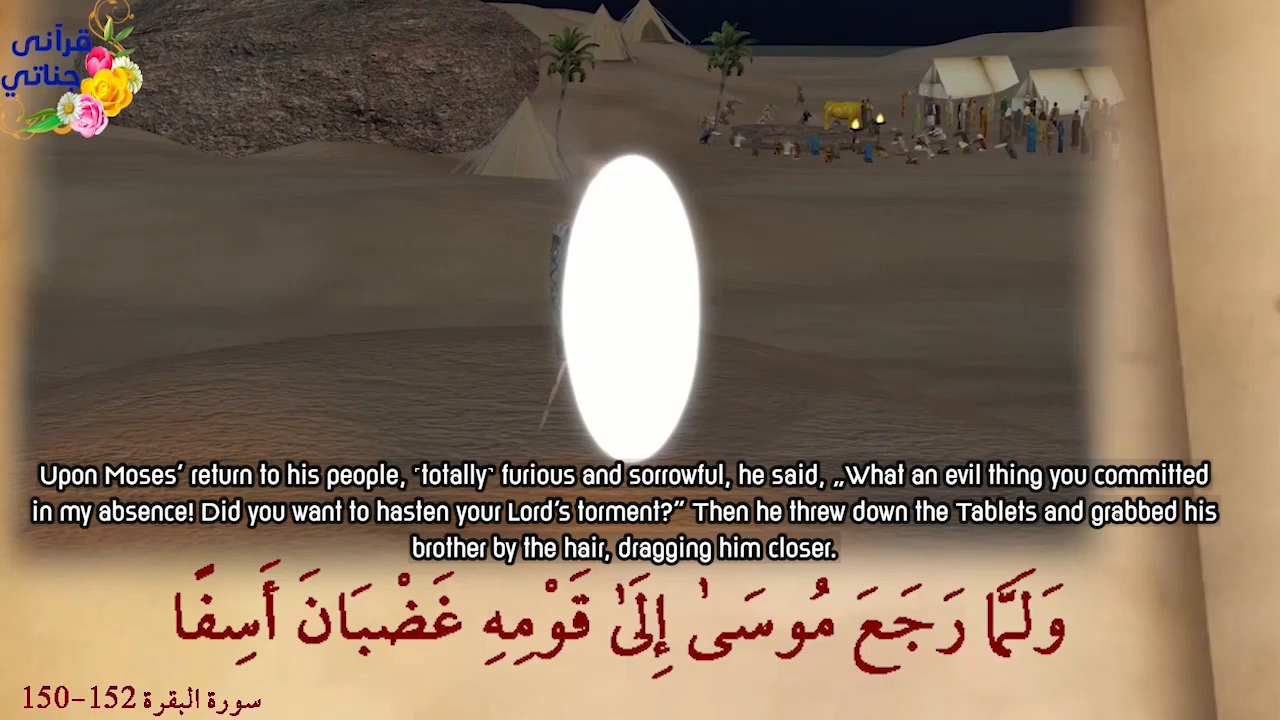 قرآنى
جناتي
Upon Moses’ return to his people, ˹totally˺ furious and sorrowful, he said, „What an evil thing you committed
in my absence! Did you want to hasten your Lord’s torment?” Then he threw down the Tablets and grabbed his
brother by the hair, dragging him closer.
وَلَمَّا رَجَعَ مُوسَىٰ إِلَىٰ قَوْمِهِ غَضْبَانَ أَسِفًا
سورة البقرة 152-150